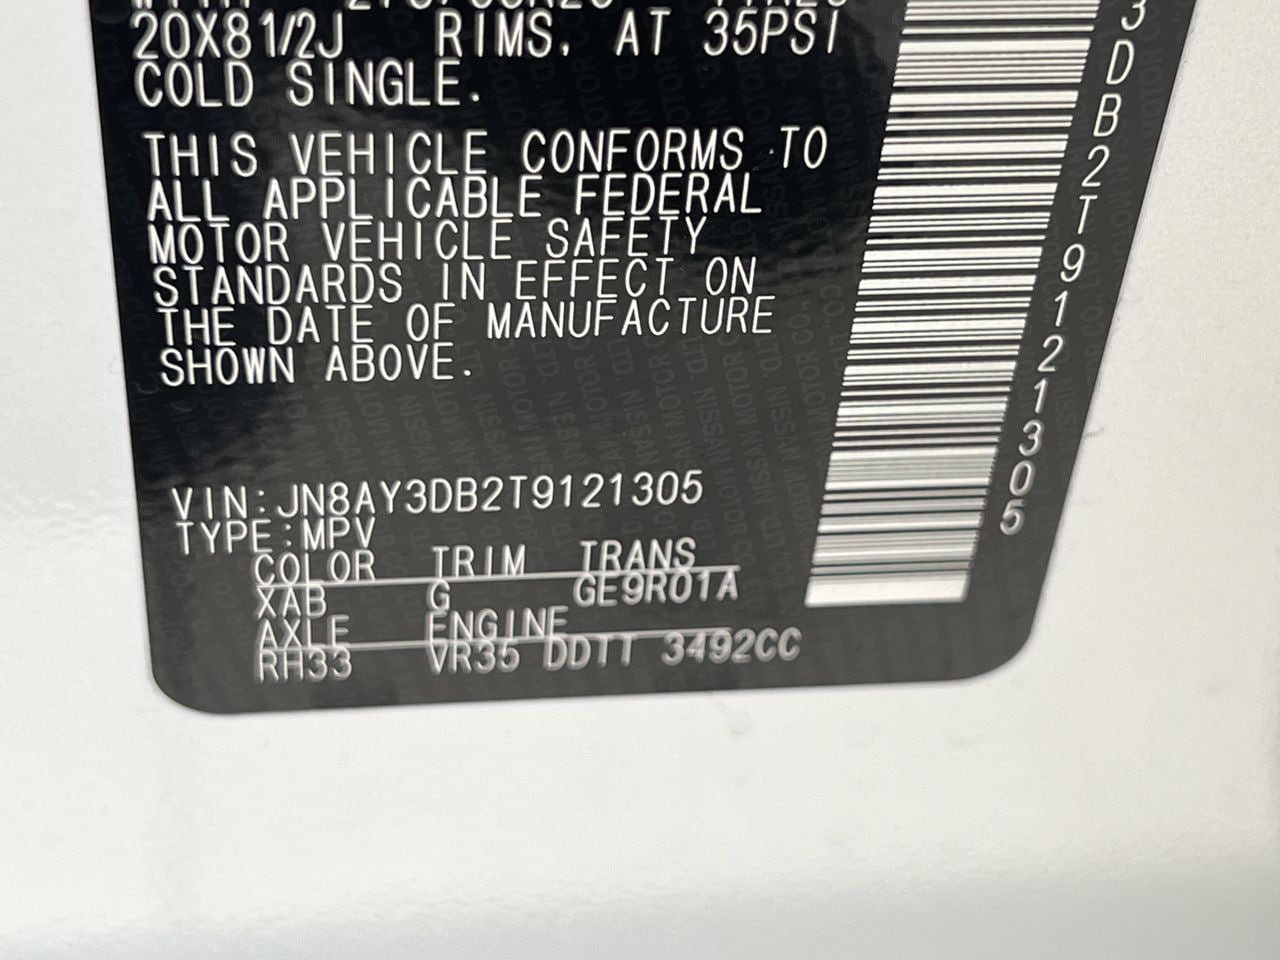 20X81/2J RIMS, AT 35PSI
COLD SINGLE.
THIS VEHICLE CONFORMS TO
ALL APPLICABLE FEDERAL
MOTOR VEHICLE SAFETY
STANDARDS IN EFFECT ON
THE DATE OF MANUFACTURE
SHOWN ABOVE.
VIN:JN8AY3DB2T9121305
TYPE:MPV
COLOR TRIM TRANS
XAB G GE9R01A
AXLE ENGINE
RH33 VR35 DDTT 3492CC
3DB2T9121305